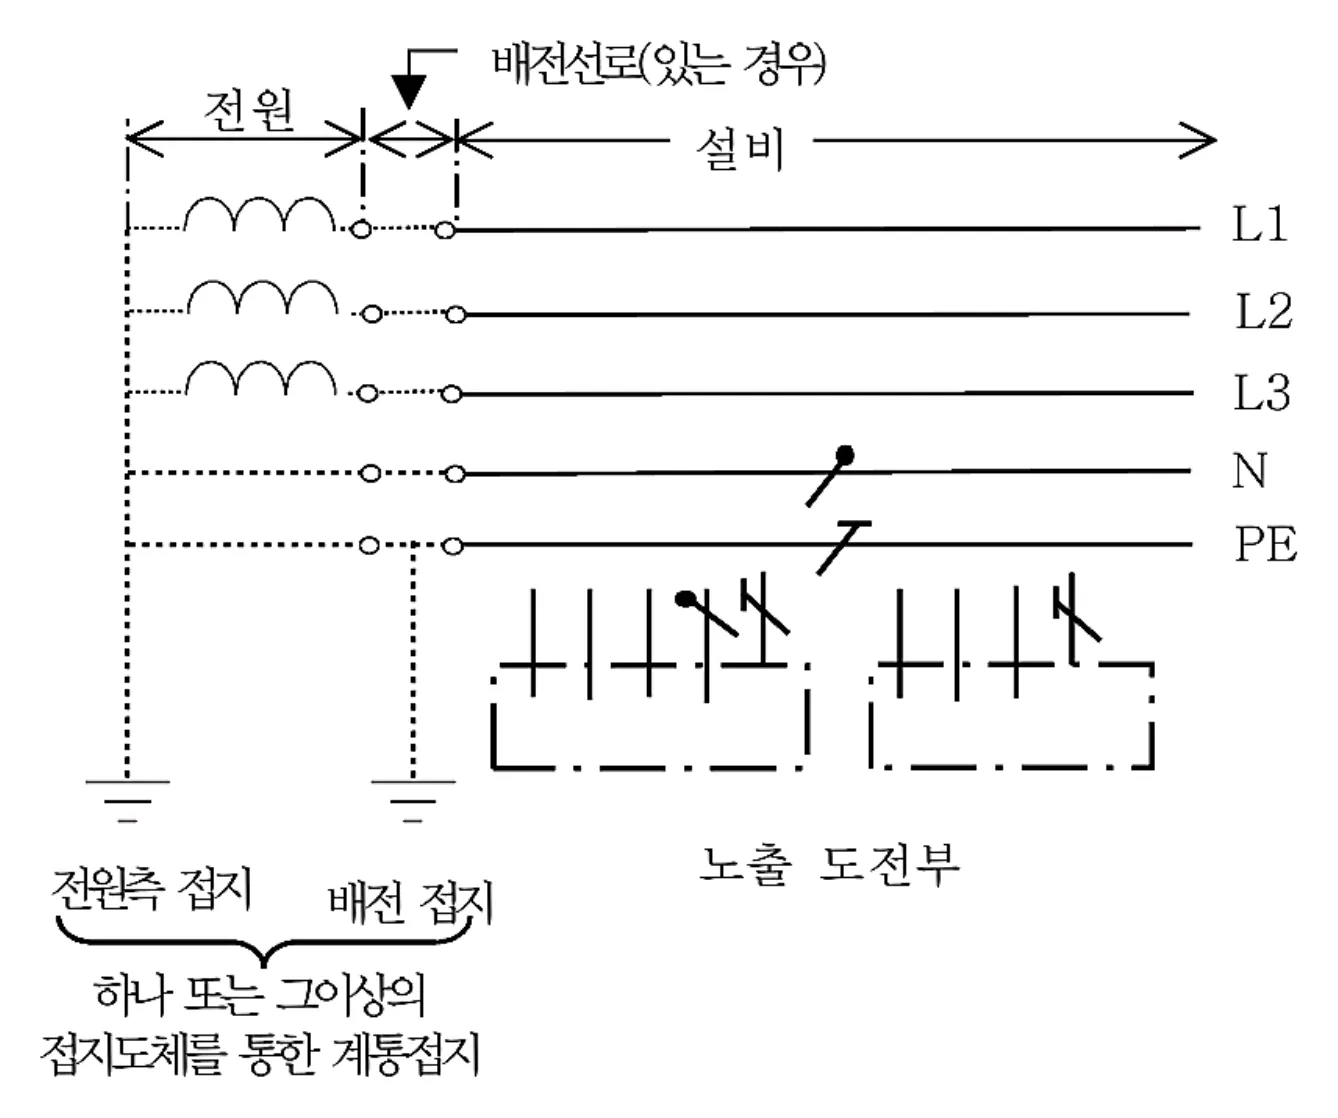 배전선로(있는 경우)
전원
설비
L1
L2
L3
N
PE
노출 도전부
전원측 접지
배전 접지
하나 또는 그이상의
접지도체를 통한 계통접지